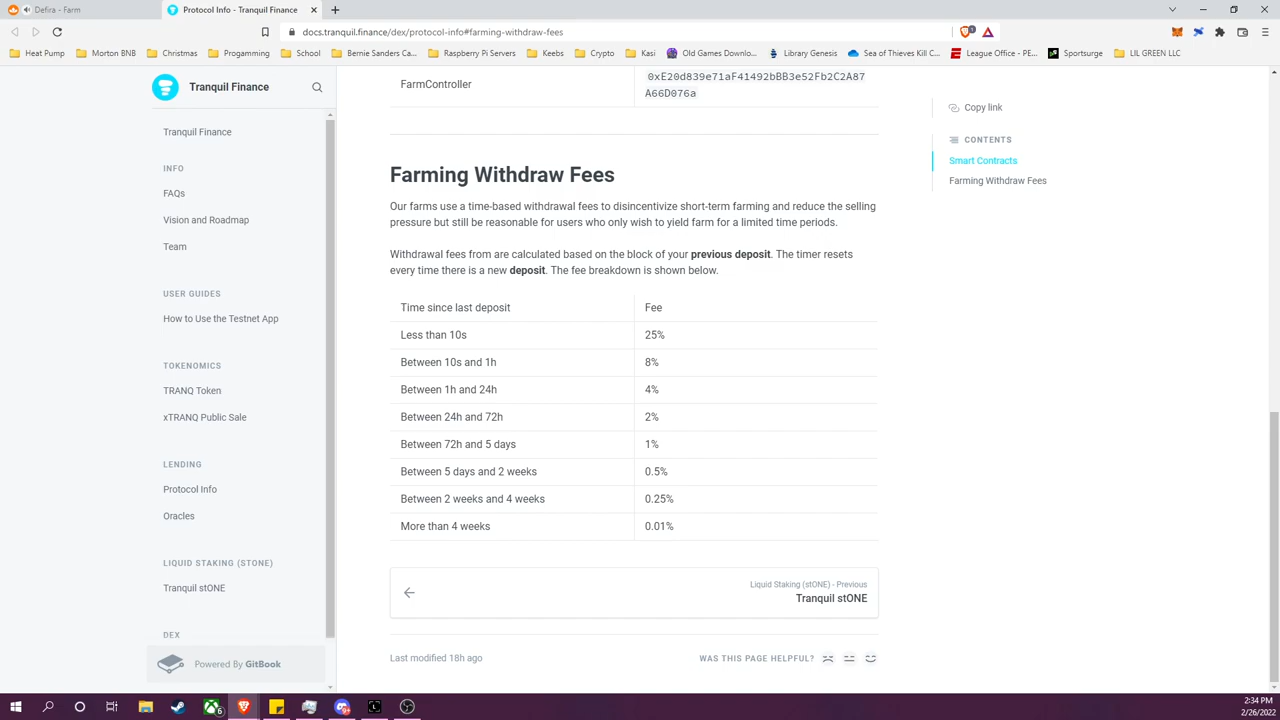 Defira - Farm
Protocol Info - Tranquil Finance
docs.tranquil.finance/dex/protocol-info#farming-withdraw-fees
Heat Pump
Morton BNB
Christmas
Progamming
School
Bernie Sanders Ca...
Raspberry Pi Servers
Keebs
Crypto
Kasi
Old Games Downlo...
Library Genesis
Sea of Thieves Kill C...
League Office - PE...
Sportsurge
LIL GREEN LLC
Tranquil Finance
Tranquil Finance
INFO
FAQs
Vision and Roadmap
Team
USER GUIDES
How to Use the Testnet App
TOKENOMICS
TRANQ Token
xTRANQ Public Sale
LENDING
Protocol Info
Oracles
LIQUID STAKING (STONE)
Tranquil stONE
DEX
Powered By GitBook
FarmController
0xE20d839e71aF41492bBB3e52Fb2C2A87
A66D076a
Farming Withdraw Fees
Our farms use a time-based withdrawal fees to disincentivize short-term farming and reduce the selling
pressure but still be reasonable for users who only wish to yield farm for a limited time periods.
Withdrawal fees from are calculated based on the block of your previous deposit. The timer resets
every time there is a new deposit. The fee breakdown is shown below.
Time since last deposit Fee
Less than 10s 25%
Between 10s and 1h 8%
Between 1h and 24h 4%
Between 24h and 72h 2%
Between 72h and 5 days 1%
Between 5 days and 2 weeks 0.5%
Between 2 weeks and 4 weeks 0.25%
More than 4 weeks 0.01%
Liquid Staking (stONE) - Previous
Tranquil stONE
Last modified 18h ago
WAS THIS PAGE HELPFUL?
Copy link
CONTENTS
Smart Contracts
Farming Withdraw Fees
2:34 PM
2/26/2022